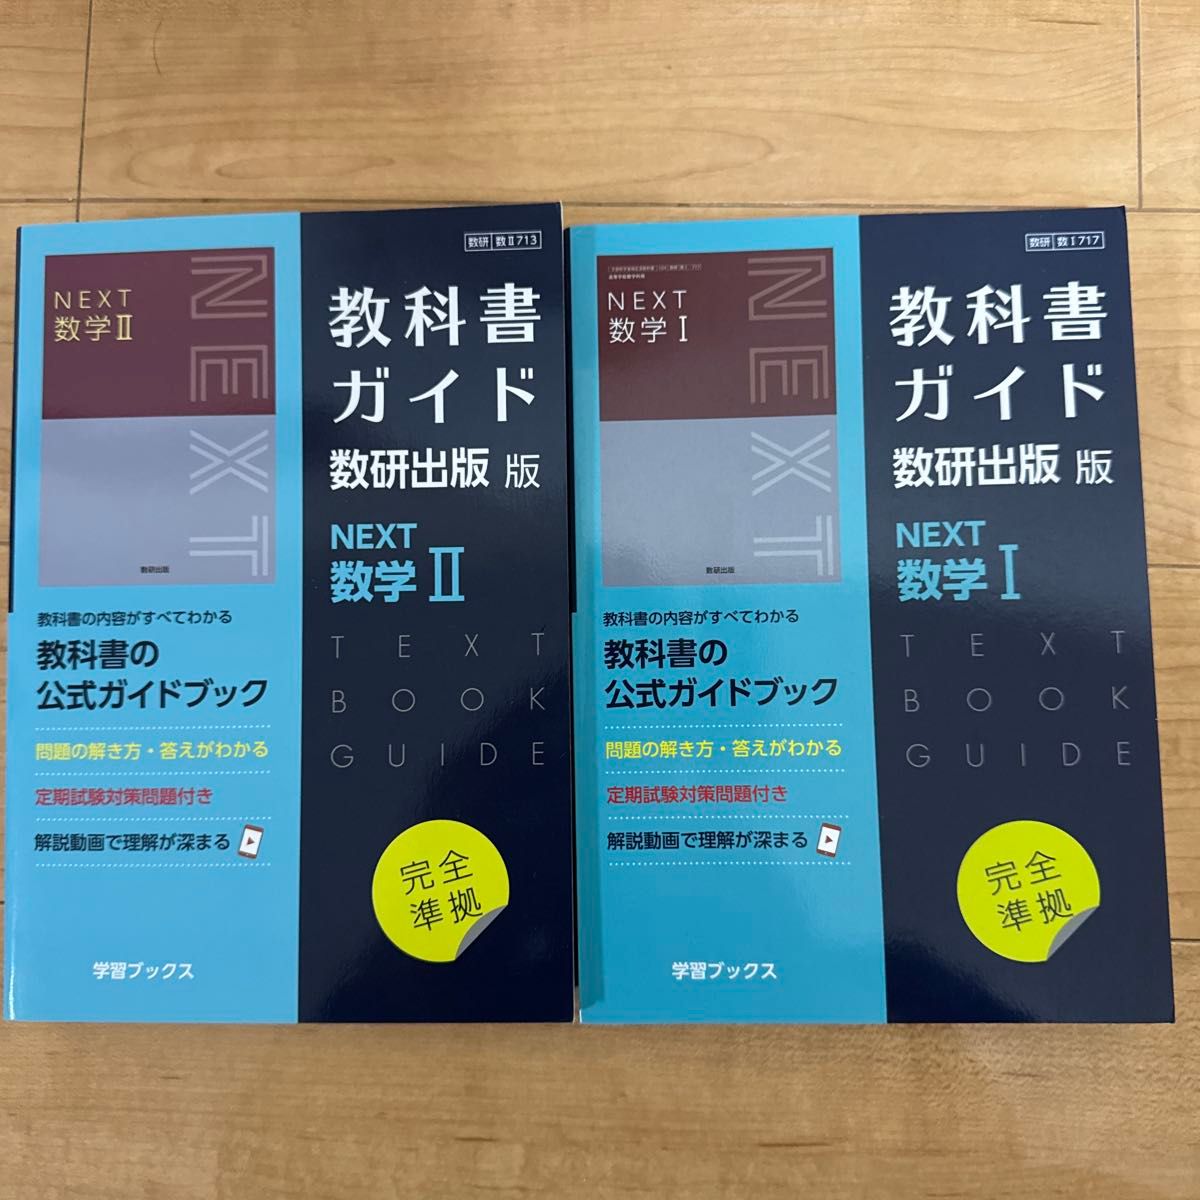 数研 数Ⅱ713
NEXT
数学Ⅱ
NEXT
数研出版
教科書
ガイド
数研出版 版
NEXT
数学Ⅱ
TEXT
BOOK
GUIDE
教科書の内容がすべてわかる
教科書の
公式ガイドブック
問題の解き方・答えがわかる
定期試験対策問題付き
解説動画で理解が深まる
完全
準拠
学習ブックス
数研 数Ⅰ717
NEXT
数学Ⅰ
NEXT
数研出版
教科書
ガイド
数研出版 版
NEXT
数学Ⅰ
TEXT
BOOK
GUIDE
教科書の内容がすべてわかる
教科書の
公式ガイドブック
問題の解き方・答えがわかる
定期試験対策問題付き
解説動画で理解が深まる
完全
準拠
学習ブックス